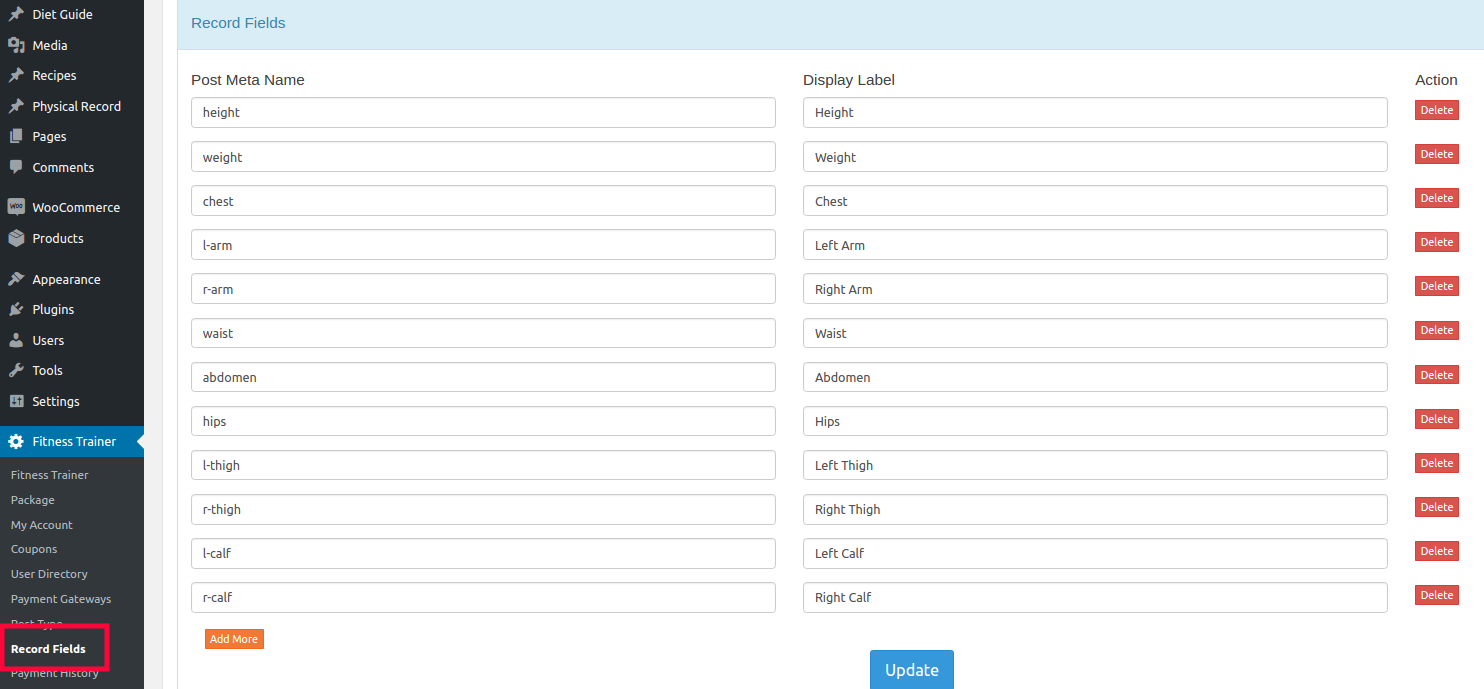 Diet Guide
Media
Recipes
Physical Record
Pages
Comments
Woo WooCommerce
Products
Appearance
Plugins
Users
Tools
Settings
Fitness Trainer
Fitness Trainer
Package
My Account
Coupons
User Directory
Payment Gateways
Post Type
Record Fields
Payment History
Record Fields
Post Meta Name Display Label Action
height Height Delete
weight Weight Delete
chest Chest Delete
l-arm Left Arm Delete
r-arm Right Arm Delete
waist Waist Delete
abdomen Abdomen Delete
hips Hips Delete
l-thigh Left Thigh Delete
r-thigh Right Thigh Delete
l-calf Left Calf Delete
r-calf Right Calf Delete
Add More
Update